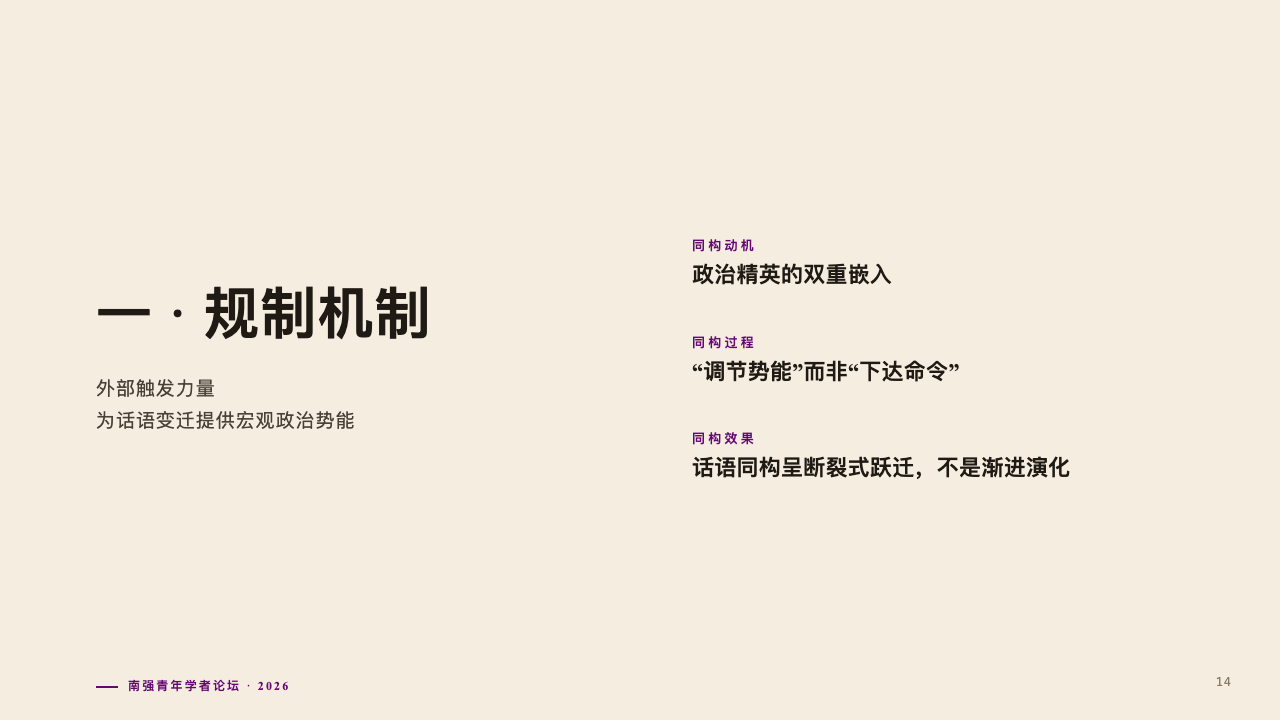 一 · 规制机制
外部触发力量
为话语变迁提供宏观政治势能
同构动机
政治精英的双重嵌入
同构过程
“调节势能”而非“下达命令”
同构效果
话语同构呈断裂式跃迁，不是渐进演化
南强青年学者论坛 · 2026
14